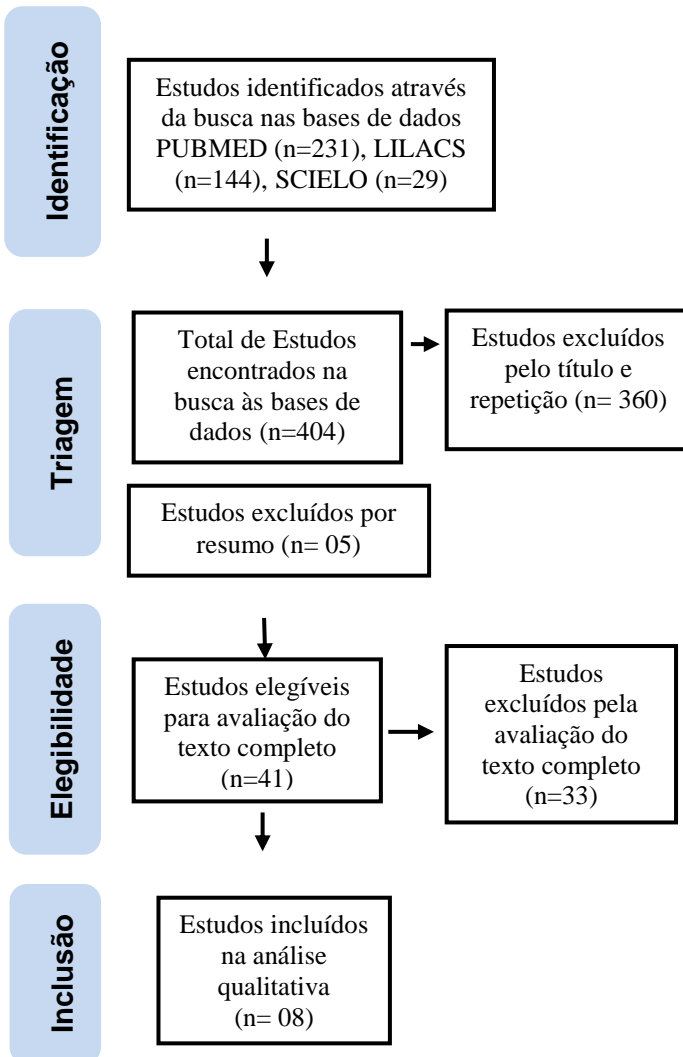 Identificação
Estudos identificados através
da busca nas bases de dados
PUBMED (n=231), LILACS
(n=144), SCIELO (n=29)
Triagem
Total de Estudos
encontrados na
busca às bases de
dados (n=404)
Estudos excluídos
pelo título e
repetição (n= 360)
Estudos excluídos por
resumo (n= 05)
Elegibilidade
Estudos elegíveis
para avaliação do
texto completo
(n=41)
Estudos
excluídos pela
avaliação do
texto completo
(n=33)
Inclusão
Estudos incluídos
na análise
qualitativa
(n= 08)